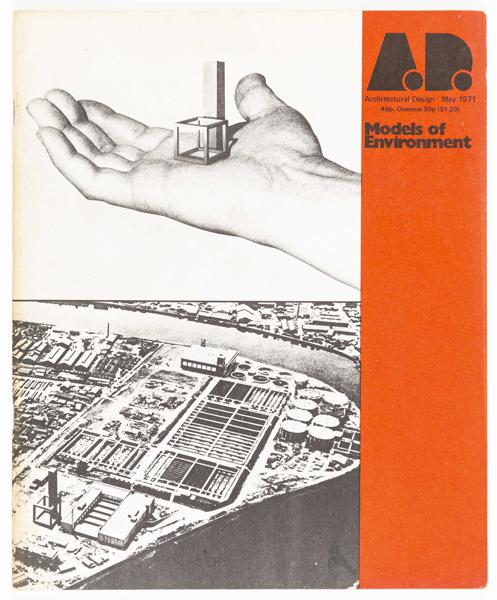 A.D.
Architectural Design May 1971
40p. Overseas 50p ($1.20)
Models of
Environment